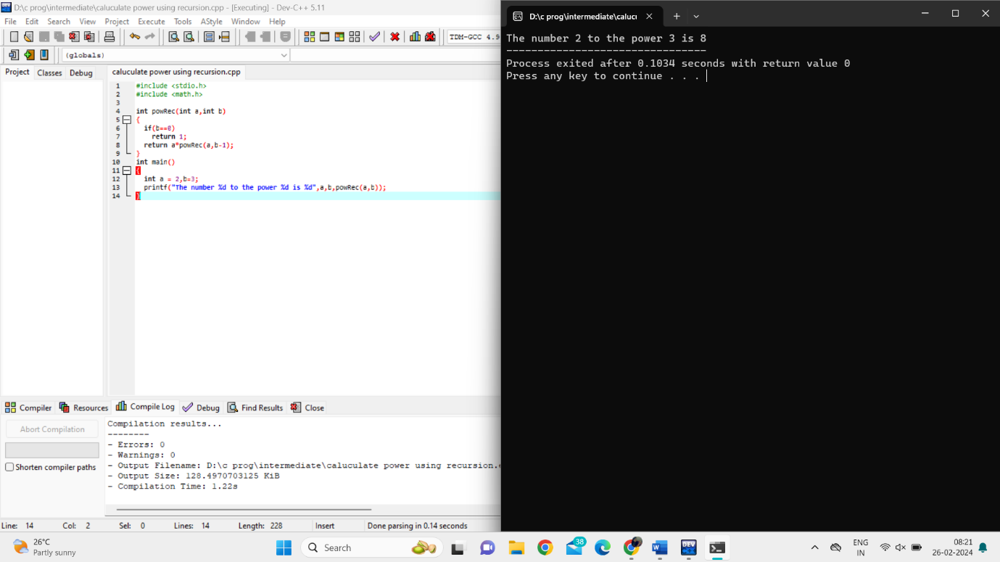 D:\c prog\intermediate\caluculate power using recursion.cpp - [Executing] - Dev-C++ 5.11
File Edit Search View Project Execute Tools AStyle Window Help
TDM-GCC 4.9
(globals)
Project Classes Debug
caluculate power using recursion.cpp
1 #include <stdio.h>
2 #include <math.h>
3
4 int powRec(int a,int b)
5 {
6 if(b==0)
7 return 1;
8 return a*powRec(a,b-1);
9 }
10 int main()
11 {
12 int a = 2,b=3;
13 printf("The number %d to the power %d is %d",a,b,powRec(a,b));
14 }
Compiler Resources Compile Log Debug Find Results Close
Abort Compilation
Shorten compiler paths
Compilation results...
--------
- Errors: 0
- Warnings: 0
- Output Filename: D:\c prog\intermediate\caluculate power using recursion.
- Output Size: 128.4970703125 KiB
- Compilation Time: 1.22s
Line: 14 Col: 2 Sel: 0 Lines: 14 Length: 228 Insert Done parsing in 0.14 seconds
D:\c prog\intermediate\caluc
The number 2 to the power 3 is 8
--------------------------------
Process exited after 0.1034 seconds with return value 0
Press any key to continue . . .
26°C
Partly sunny
Search
38
DEV
W
ENG
IN
08:21
26-02-2024